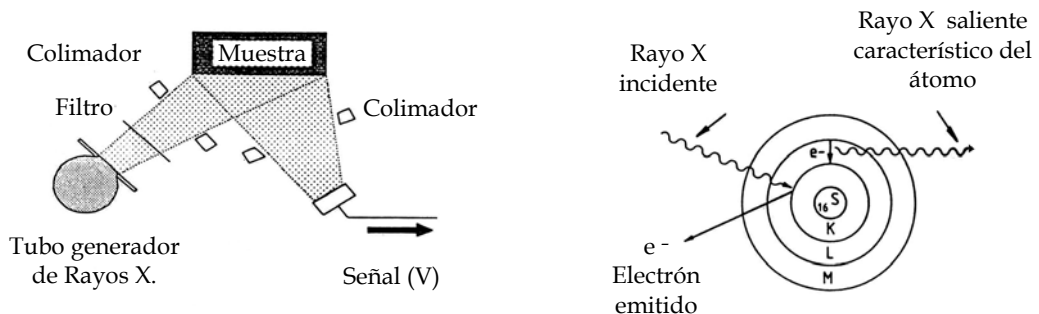 Colimador
Muestra
Filtro
Colimador
Tubo generador
de Rayos X.
Señal (V)
Rayo X
incidente
Rayo X saliente
característico del
átomo
e-
16 S
K
L
M
e -
Electrón
emitido